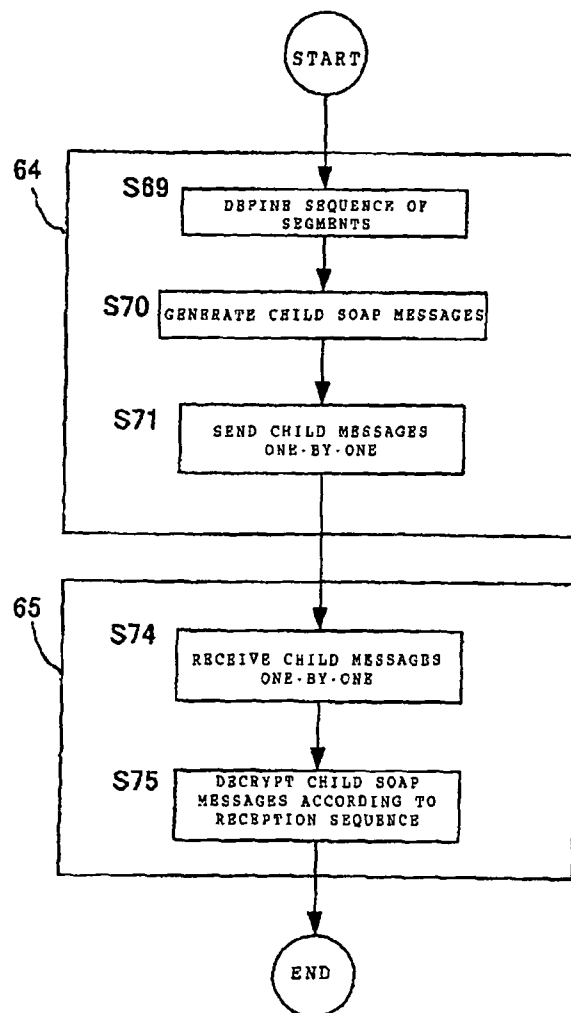 START
64
S69
DEFINE SEQUENCE OF
SEGMENTS
S70
GENERATE CHILD SOAP MESSAGES
S71
SEND CHILD MESSAGES
ONE-BY-ONE
65
S74
RECEIVE CHILD MESSAGES
ONE-BY-ONE
S75
DECRYPT CHILD SOAP
MESSAGES ACCORDING TO
RECEPTION SEQUENCE
END